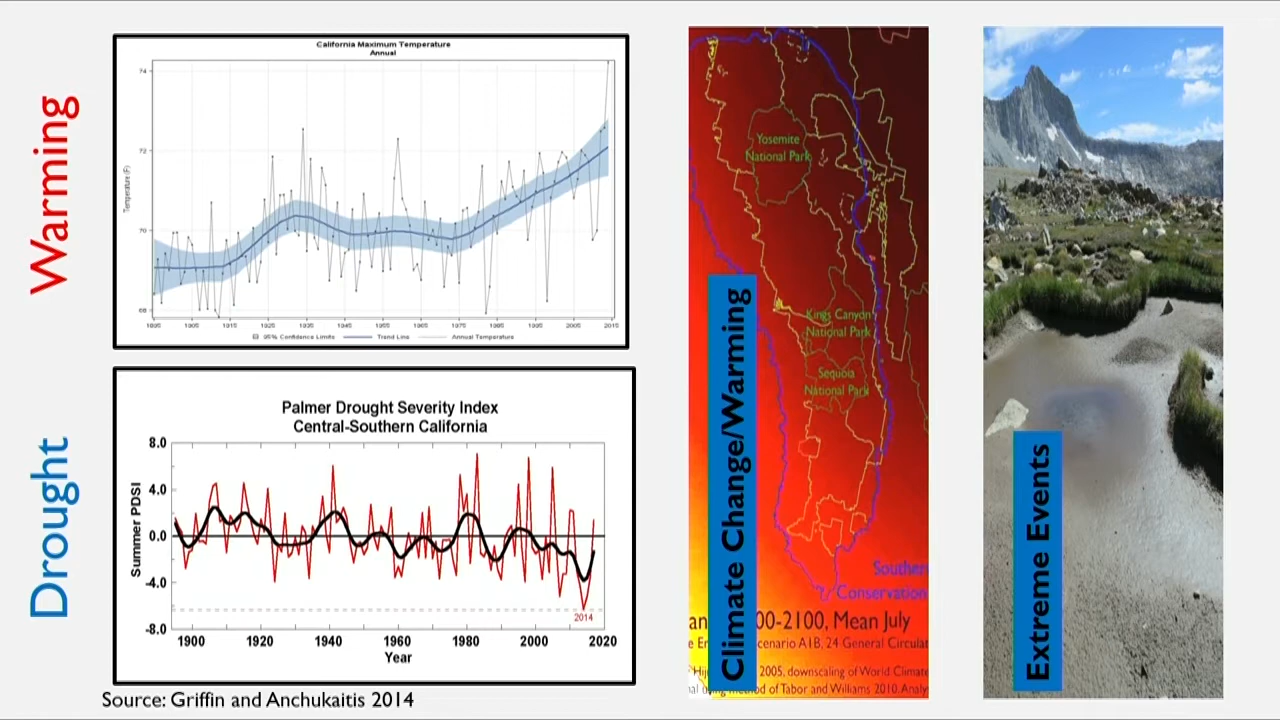 Warming
California Maximum Temperature
Annual
Temperature (F)
74
72
70
68
1895 1905 1915 1925 1935 1945 1955 1965 1975 1985 1995 2005 2015
95% Confidence Limits Trend Line Annual Temperature
Drought
Palmer Drought Severity Index
Central-Southern California
Summer PDSI
8.0
4.0
0.0
-4.0
-8.0
2014
1900 1920 1940 1960 1980 2000 2020
Year
Source: Griffin and Anchukaitis 2014
Yosemite
National Park
Kings Canyon
National Park
Sequoia
National Park
Southern
Conservation
00-2100, Mean July
cenario A1B, 24 General Circulat
2005, downscaling of World Climate
od of Tabor and Williams 2010. Analy
Climate Change/Warming
Extreme Events